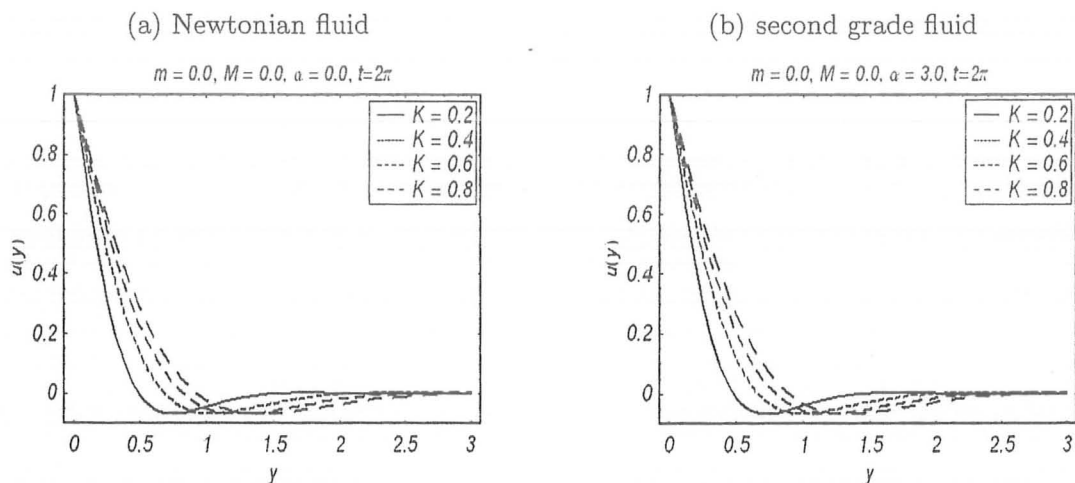 (a) Newtonian fluid
m = 0.0, M = 0.0, α = 0.0, t=2π
1
0.8
0.6
0.4
0.2
0
u(y)
K = 0.2
K = 0.4
K = 0.6
K = 0.8
0 0.5 1 1.5 2 2.5 3
y
(b) second grade fluid
m = 0.0, M = 0.0, α = 3.0, t=2π
1
0.8
0.6
0.4
0.2
0
u(y)
K = 0.2
K = 0.4
K = 0.6
K = 0.8
0 0.5 1 1.5 2 2.5 3
y